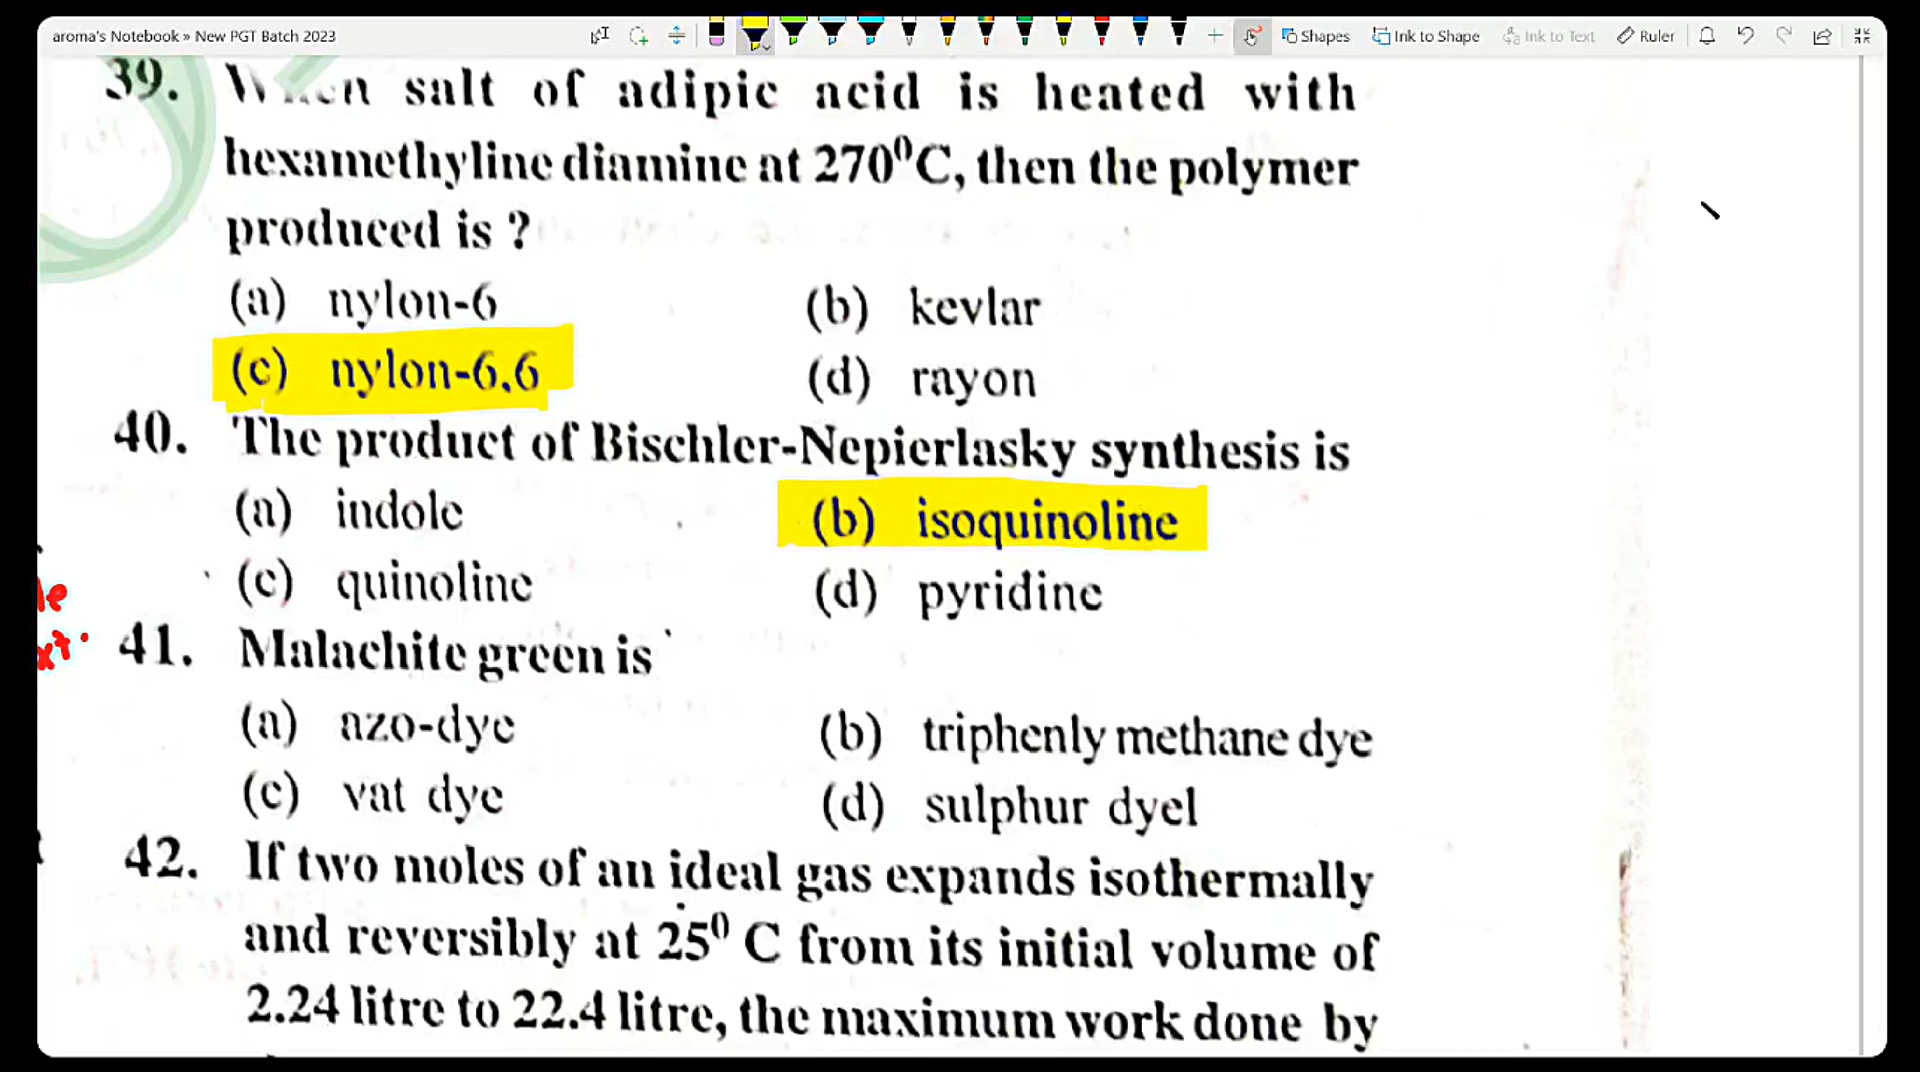 aroma's Notebook » New PGT Batch 2023
Shapes Ink to Shape Ink to Text Ruler
39. When salt of adipic acid is heated with
hexamethyline diamine at 270⁰C, then the polymer
produced is ?
(a) nylon-6 (b) kevlar
(c) nylon-6,6 (d) rayon
40. The product of Bischler-Nepierlasky synthesis is
(a) indole (b) isoquinoline
(c) quinoline (d) pyridine
41. Malachite green is
(a) azo-dye (b) triphenly methane dye
(c) vat dye (d) sulphur dyel
42. If two moles of an ideal gas expands isothermally
and reversibly at 25⁰ C from its initial volume of
2.24 litre to 22.4 litre, the maximum work done by